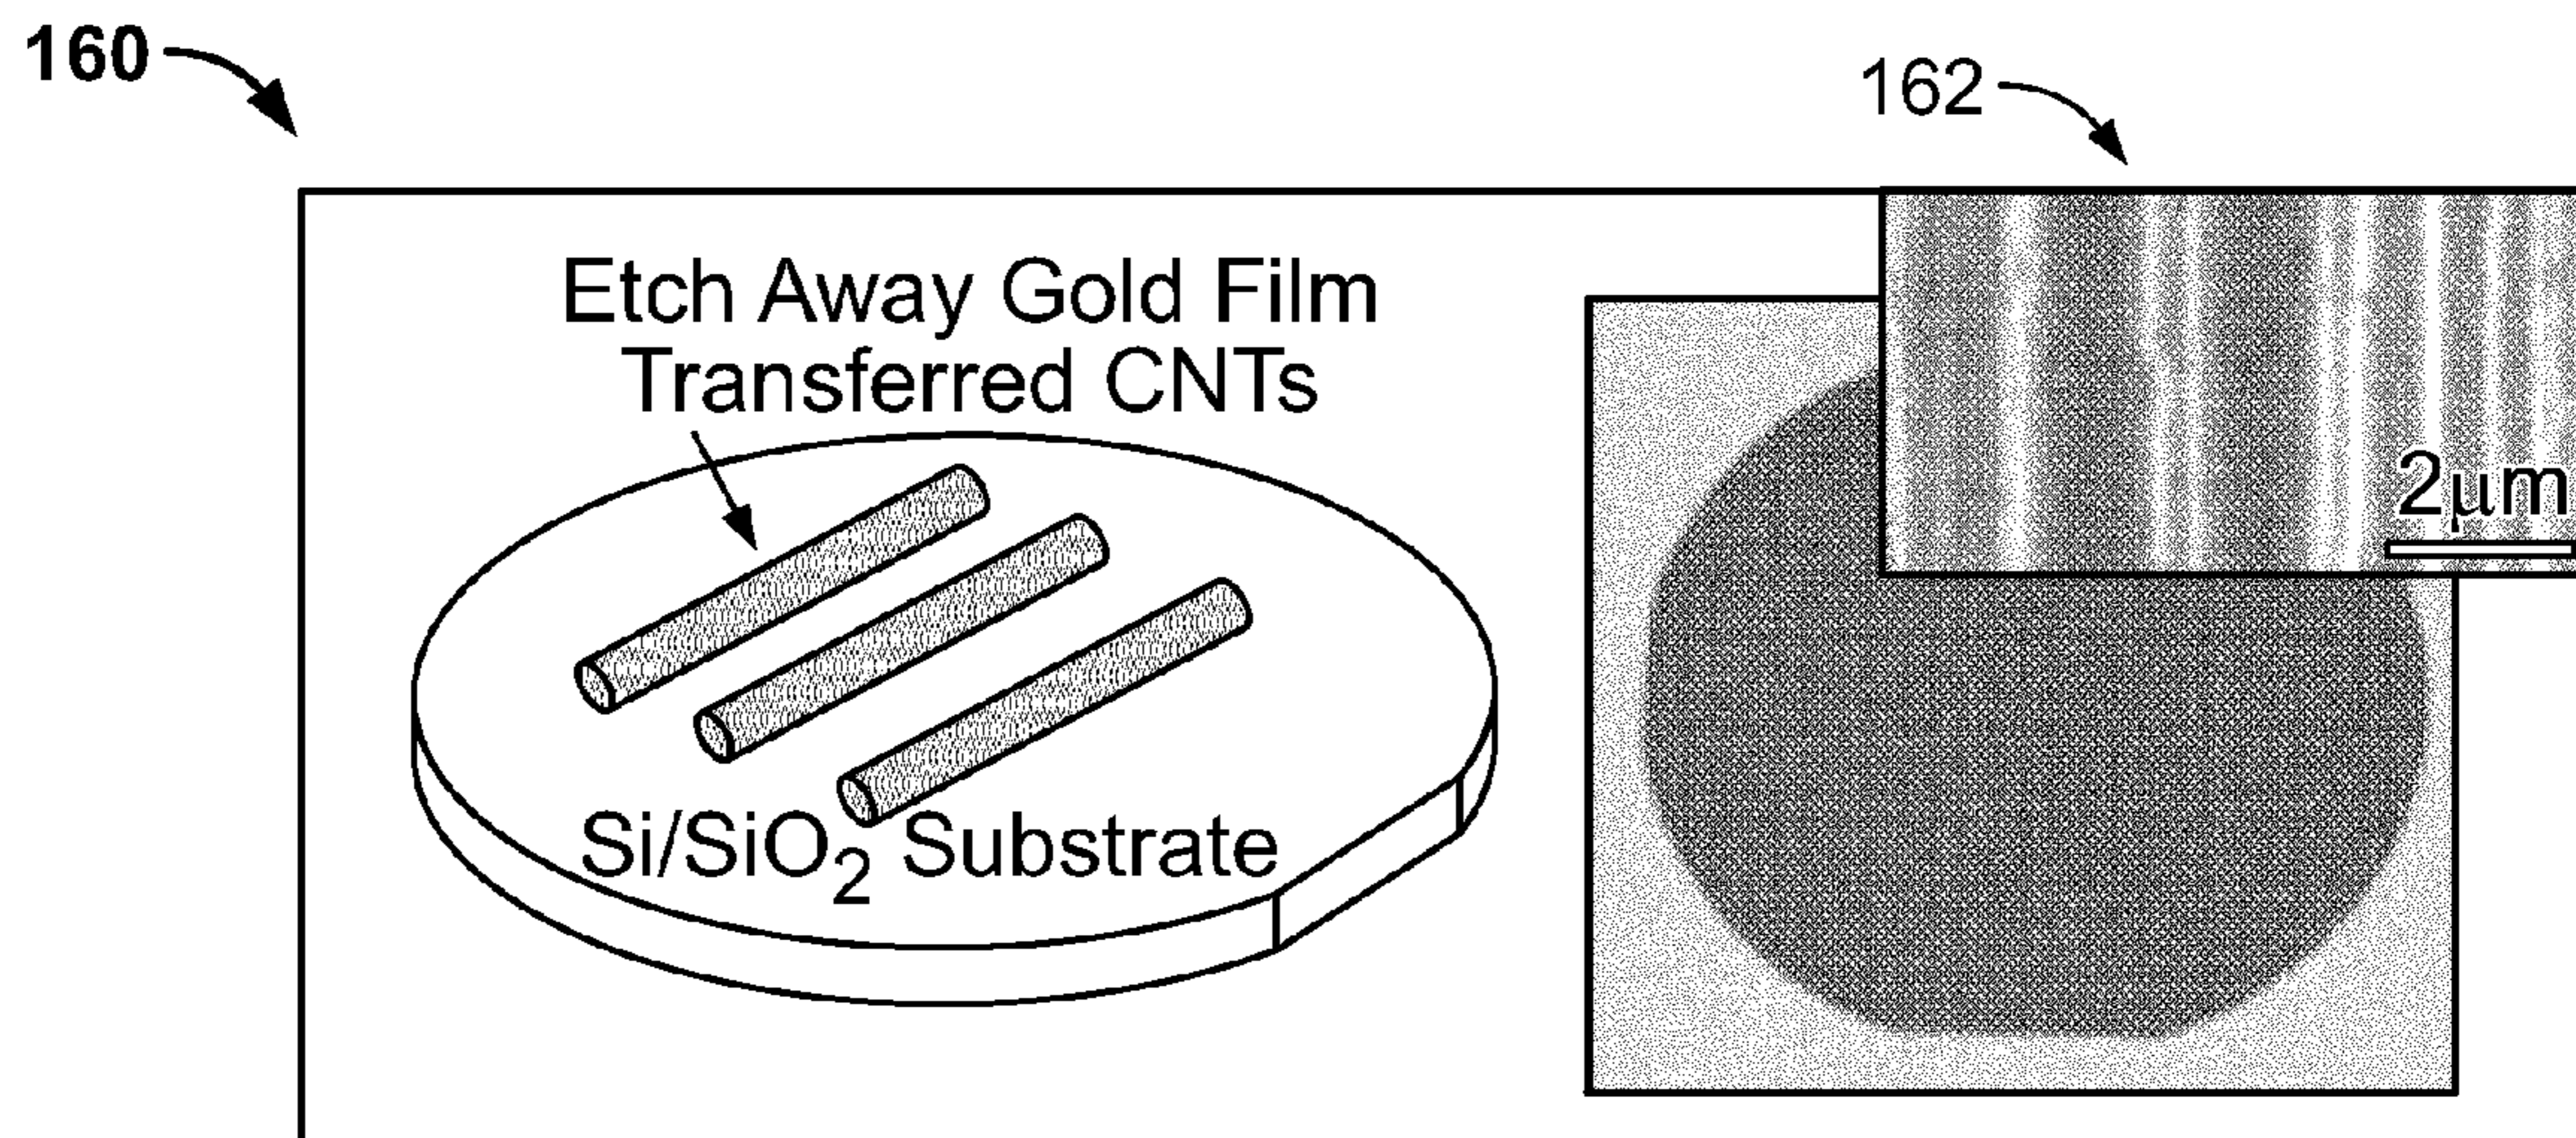 160
162
Etch Away Gold Film
Transferred CNTs
2μm
Si/SiO₂ Substrate